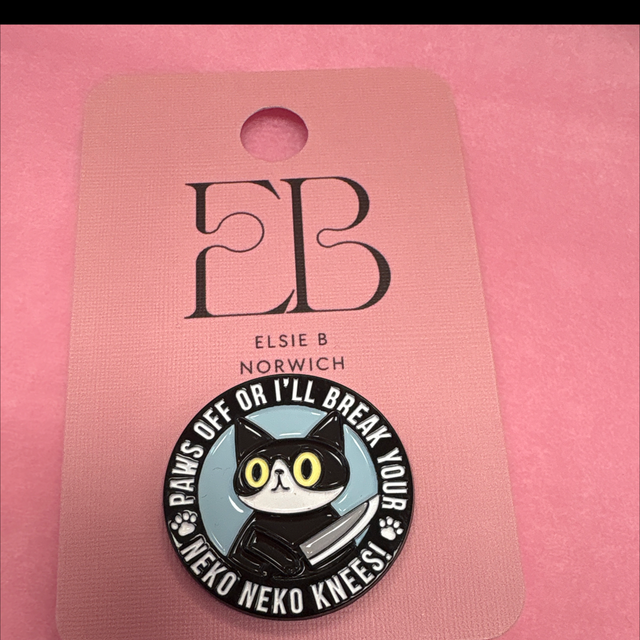 EB
ELSIE B
NORWICH
PAWS OFF OR I'LL BREAK YOUR
NEKO NEKO KNEES!